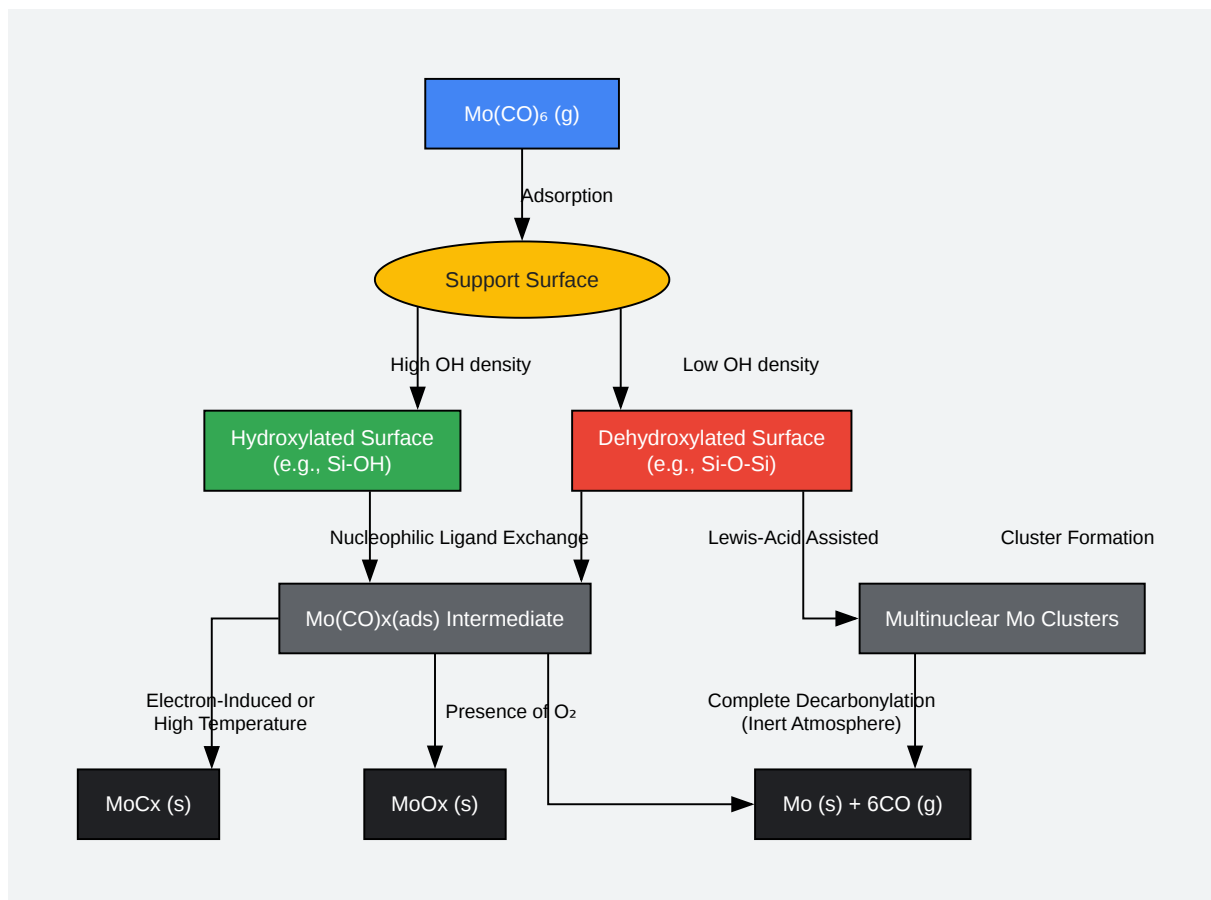 Mo(CO)₆ (g)
Adsorption
Support Surface
High OH density
Low OH density
Hydroxylated Surface
(e.g., Si-OH)
Dehydroxylated Surface
(e.g., Si-O-Si)
Nucleophilic Ligand Exchange
Lewis-Acid Assisted
Cluster Formation
Mo(CO)x(ads) Intermediate
Multinuclear Mo Clusters
Electron-Induced or
High Temperature
Presence of O₂
Complete Decarbonylation
(Inert Atmosphere)
MoCx (s)
MoOx (s)
Mo (s) + 6CO (g)